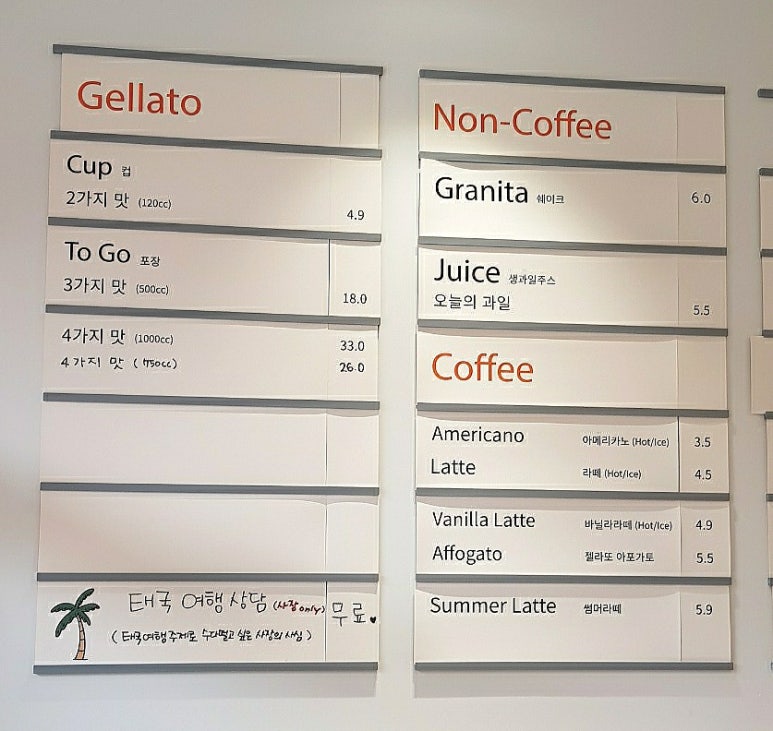 Gellato
Cup 컵
2가지 맛 (120cc) 4.9
To Go 포장
3가지 맛 (500cc) 18.0
4가지 맛 (1000cc) 33.0
4가지 맛 (750cc) 26.0
태국 여행 상담 (사장only) 무료♥
(태국여행 주제로 수다떨고 싶은 사장의 사심)
Non-Coffee
Granita 쉐이크 6.0
Juice 생과일주스
오늘의 과일 5.5
Coffee
Americano 아메리카노 (Hot/Ice) 3.5
Latte 라떼 (Hot/Ice) 4.5
Vanilla Latte 바닐라라떼 (Hot/Ice) 4.9
Affogato 젤라또 아포가토 5.5
Summer Latte 썸머라떼 5.9